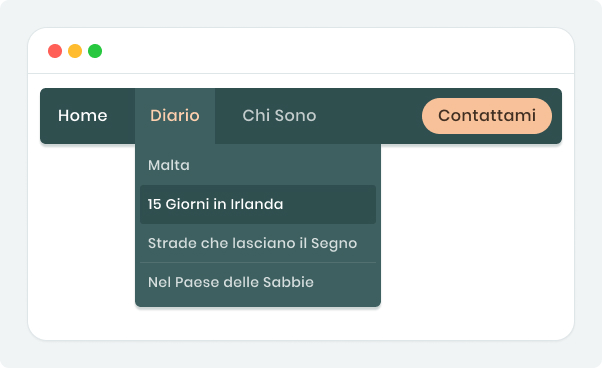 Home
Diario
Chi Sono
Contattami
Malta
15 Giorni in Irlanda
Strade che lasciano il Segno
Nel Paese delle Sabbie